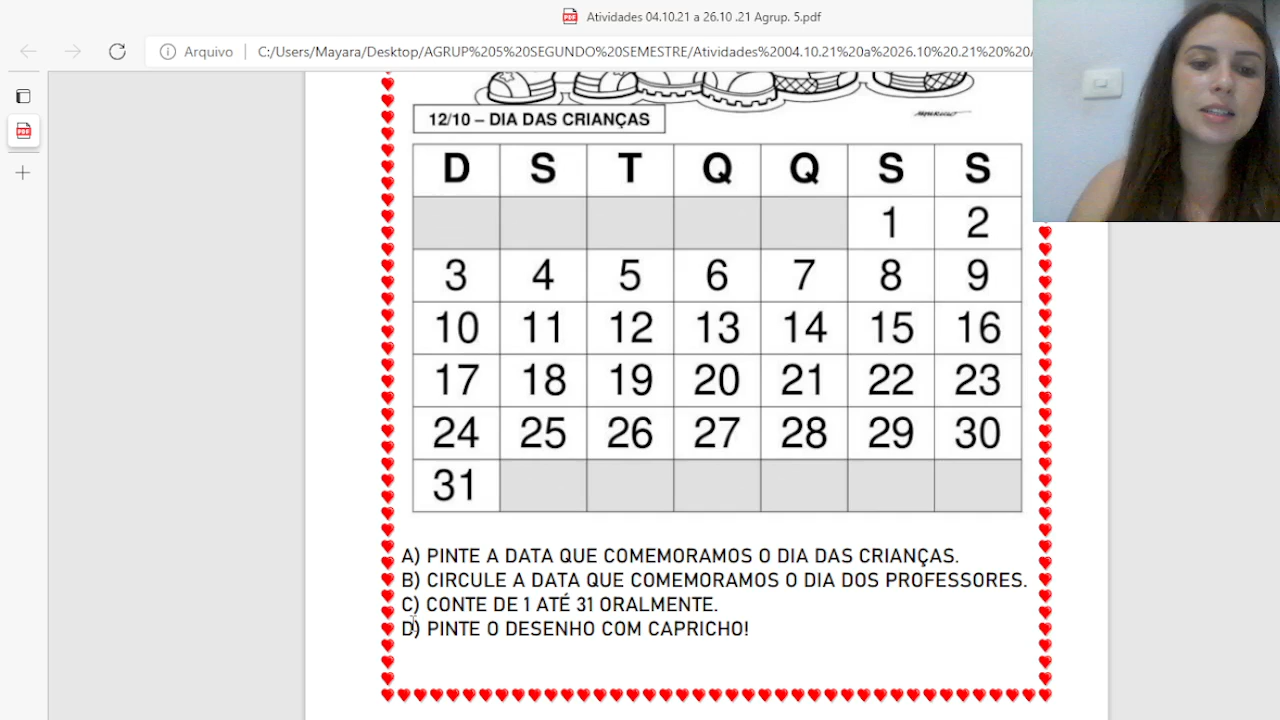 Atividades 04.10.21 a 26.10 .21 Agrup. 5.pdf
Arquivo C:/Users/Mayara/Desktop/AGRUP%205%20SEGUNDO%20SEMESTRE/Atividades%2004.10.21%20a%2026.10%20.21%20%20
12/10 – DIA DAS CRIANÇAS
D S T Q Q S S
1 2
3 4 5 6 7 8 9
10 11 12 13 14 15 16
17 18 19 20 21 22 23
24 25 26 27 28 29 30
31
A) PINTE A DATA QUE COMEMORAMOS O DIA DAS CRIANÇAS.
B) CIRCULE A DATA QUE COMEMORAMOS O DIA DOS PROFESSORES.
C) CONTE DE 1 ATÉ 31 ORALMENTE.
D) PINTE O DESENHO COM CAPRICHO!